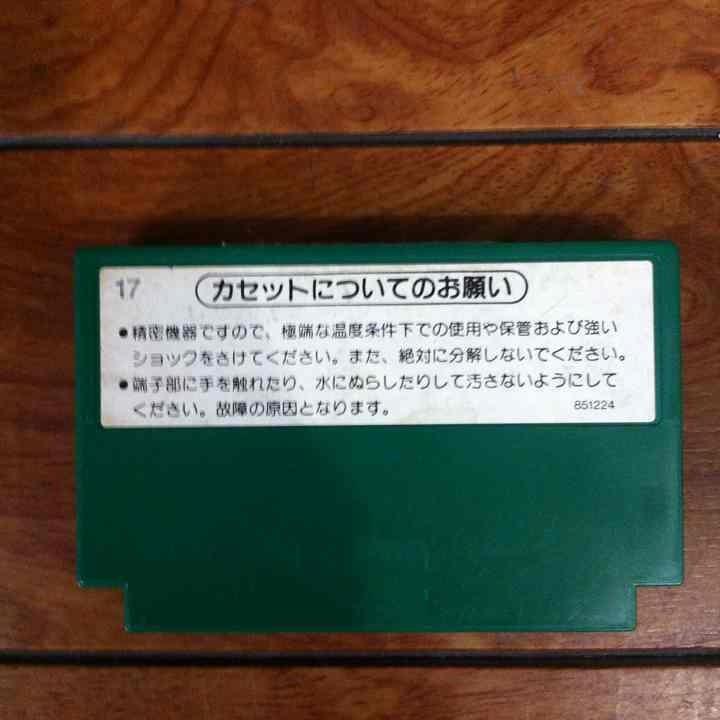 17
カセットについてのお願い
●精密機器ですので、極端な温度条件下での使用や保管および強い
ショックをさけてください。また、絶対に分解しないでください。
●端子部に手を触れたり、水にぬらしたりして汚さないようにして
ください。故障の原因となります。
851224